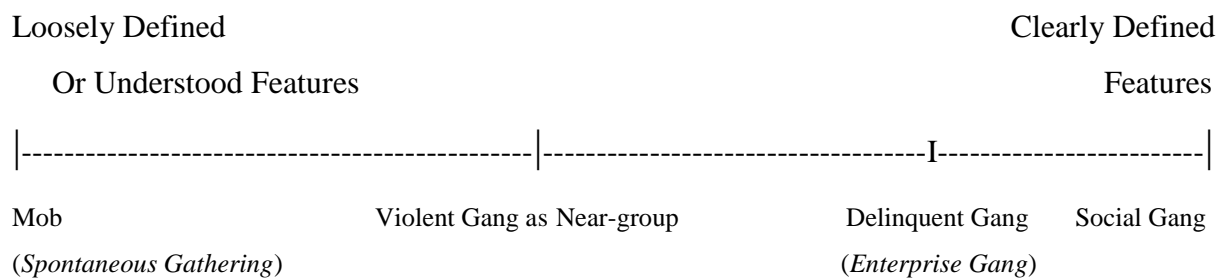 Loosely Defined Clearly Defined
Or Understood Features Features
|------------------------------------------------|------------------------------------I-------------------------|
Mob Violent Gang as Near-group Delinquent Gang Social Gang
(Spontaneous Gathering) (Enterprise Gang)